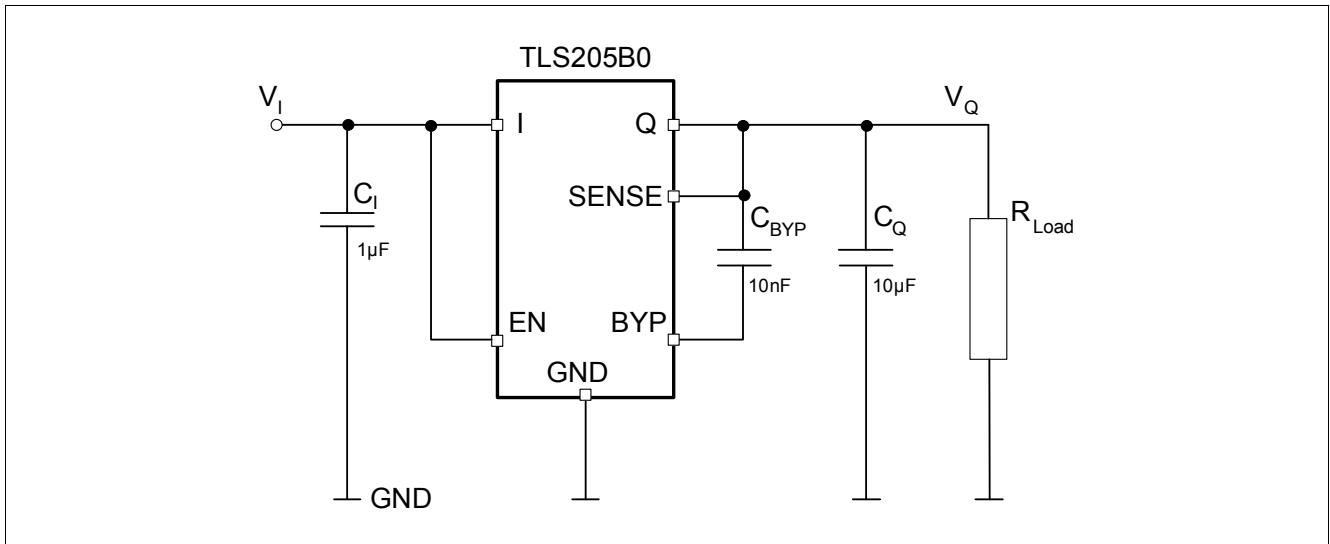 TLS205B0
V_I
V_Q
I
Q
SENSE
C_I
1µF
C_BYP
10nF
C_Q
10µF
R_Load
EN
BYP
GND
GND